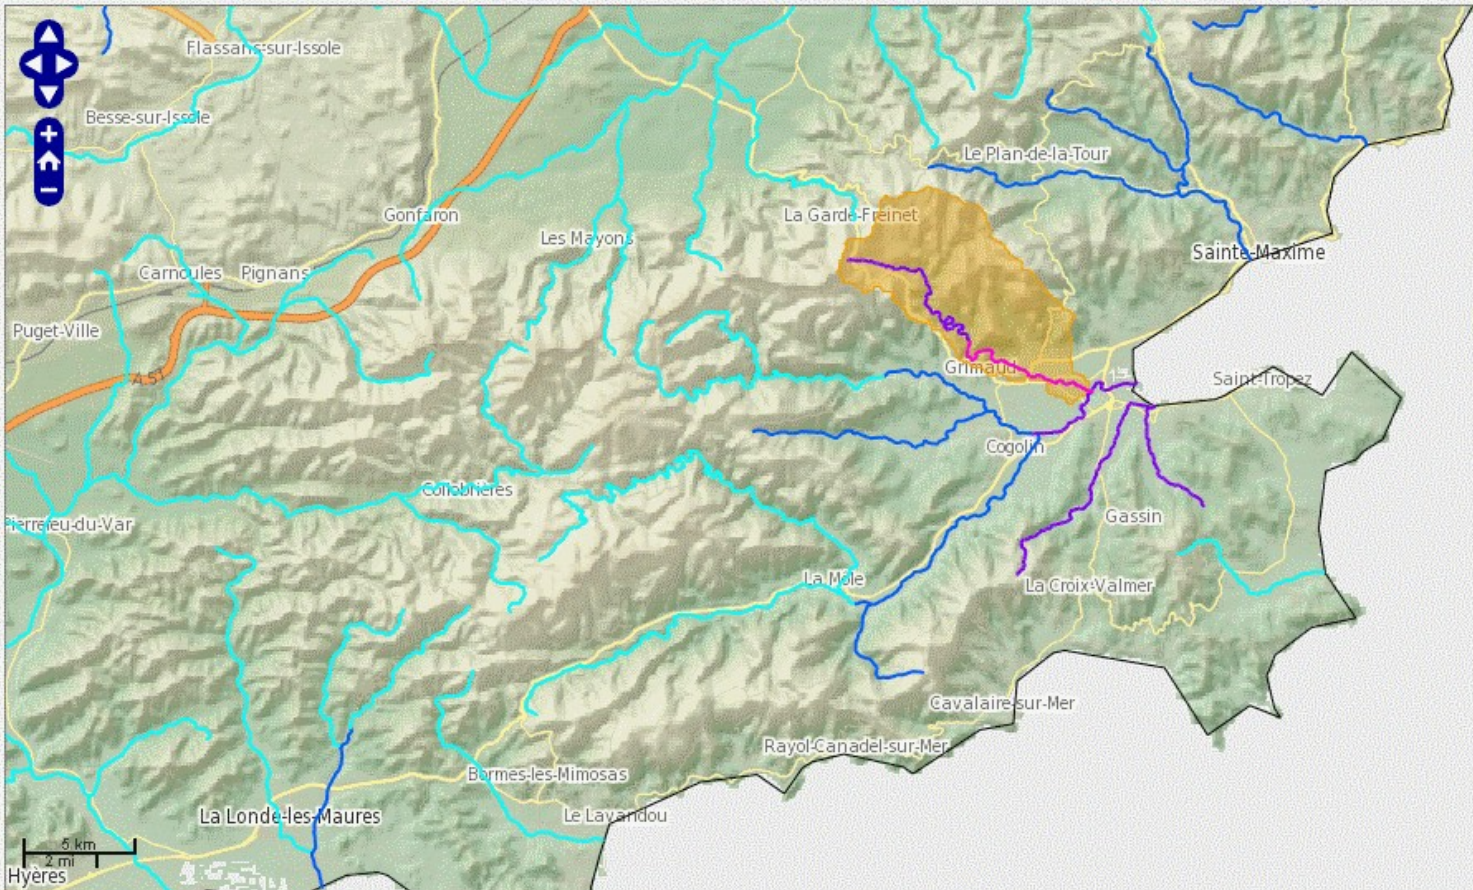 Flassans-sur-Issole
Besse-sur-Issole
Le Plan-de-la-Tour
Gonfaron
La Garde-Freinet
Les Mayons
Sainte-Maxime
Carnoules
Pignans
Puget-Ville
Grimaud
Saint-Tropez
Cogolin
Collobrières
Gassin
Pierrefeu-du-Var
La Môle
La Croix-Valmer
Cavalaire-sur-Mer
Rayol-Canadel-sur-Mer
Bormes-les-Mimosas
La Londe-les-Maures
Le Lavandou
5 km
2 mi
Hyères